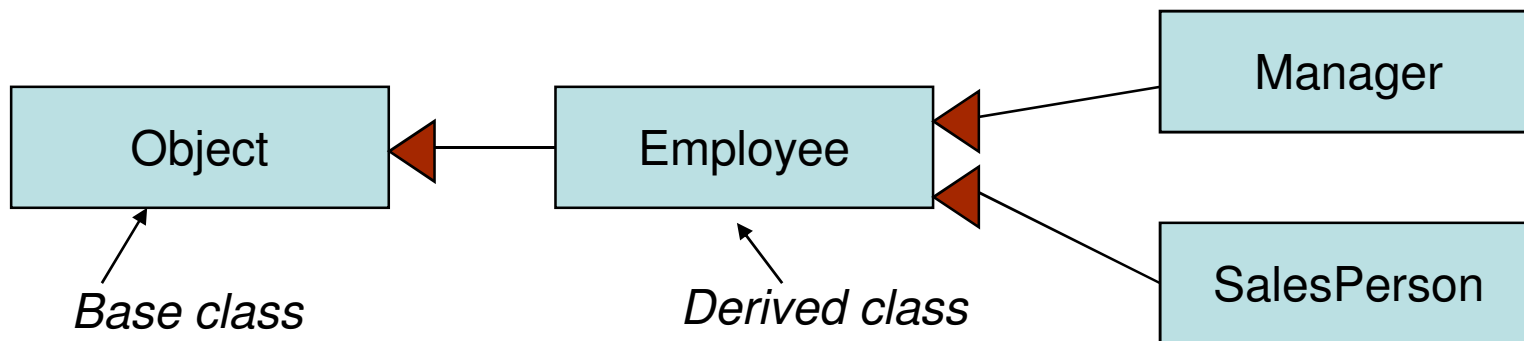 Manager
Object
Employee
SalesPerson
Base class
Derived class